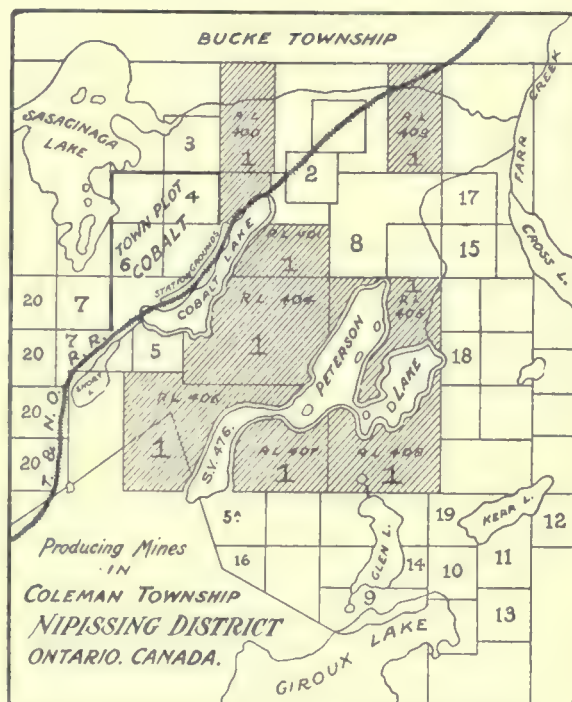 BUCKE TOWNSHIP
SASAGINAGA
LAKE
FARR
CREEK
R L
400
1
R L
402
1
3
2
4
TOWN PLOT
6 COBALT
STATION GROUNDS
COBALT LAKE
17
15
CROSS L.
8
R L 401
1
R L 404
1
1
R L
405
20
7
20
7
T. & N. O. R. R.
5
SHORT
L
PETERSON
LAKE
18
R L 406
1
S.V. 476.
R L 407
1
R L 408
1
20
20
5A
19
KERR L.
12
16
GLEN L.
14
10
11
9
13
GIROUX LAKE
Producing Mines
IN
COLEMAN TOWNSHIP
NIPISSING DISTRICT
ONTARIO. CANADA.